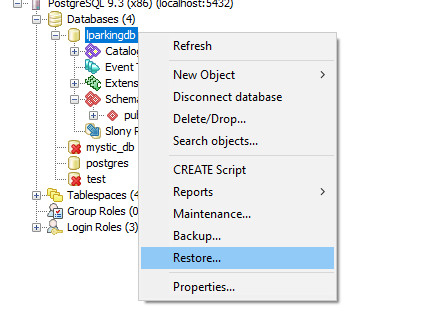 PostgreSQL 9.3 (x86) (localhost:5432)
Databases (4)
lparkingdb
Catalo
Event T
Extens
Schema
pu
Slony R
mystic_db
postgres
test
Tablespaces (4
Group Roles (0
Login Roles (3)
Refresh
New Object
Disconnect database
Delete/Drop...
Search objects...
CREATE Script
Reports
Maintenance...
Backup...
Restore...
Properties...